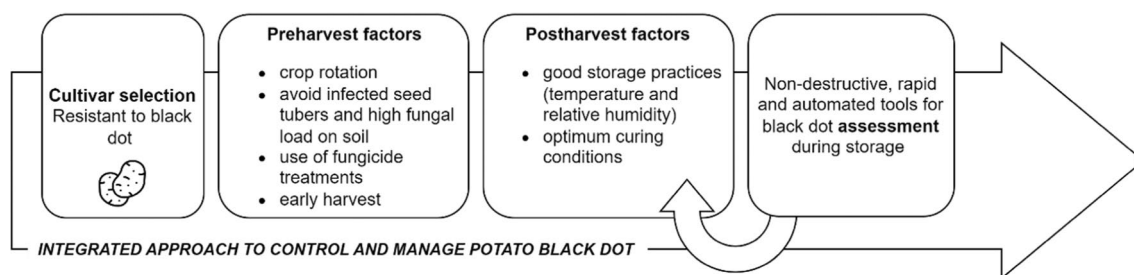 Cultivar selection
Resistant to black
dot
Preharvest factors
• crop rotation
• avoid infected seed
tubers and high fungal
load on soil
• use of fungicide
treatments
• early harvest
Postharvest factors
• good storage practices
(temperature and
relative humidity)
• optimum curing
conditions
Non-destructive, rapid
and automated tools for
black dot assessment
during storage
INTEGRATED APPROACH TO CONTROL AND MANAGE POTATO BLACK DOT